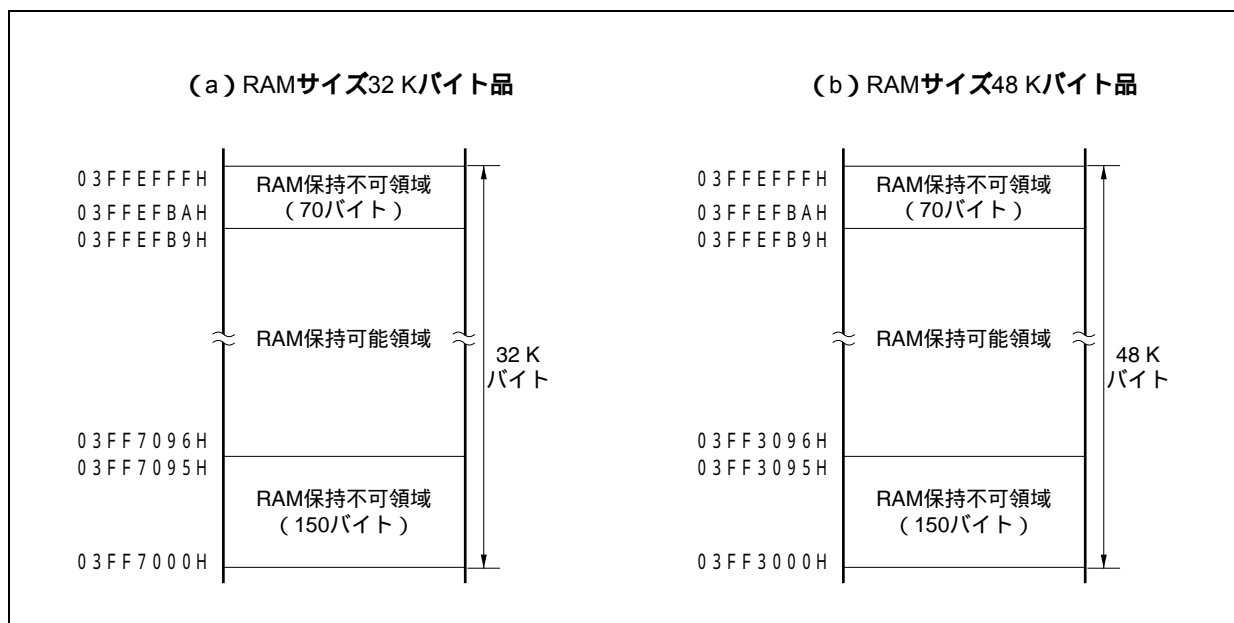 (a)RAMサイズ32 Kバイト品
03FFEFFFH
03FFEFBAH
03FFEFB9H
RAM保持不可領域
(70バイト)
RAM保持可能領域
32 K
バイト
03FF7096H
03FF7095H
RAM保持不可領域
(150バイト)
03FF7000H
(b)RAMサイズ48 Kバイト品
03FFEFFFH
03FFEFBAH
03FFEFB9H
RAM保持不可領域
(70バイト)
RAM保持可能領域
48 K
バイト
03FF3096H
03FF3095H
RAM保持不可領域
(150バイト)
03FF3000H